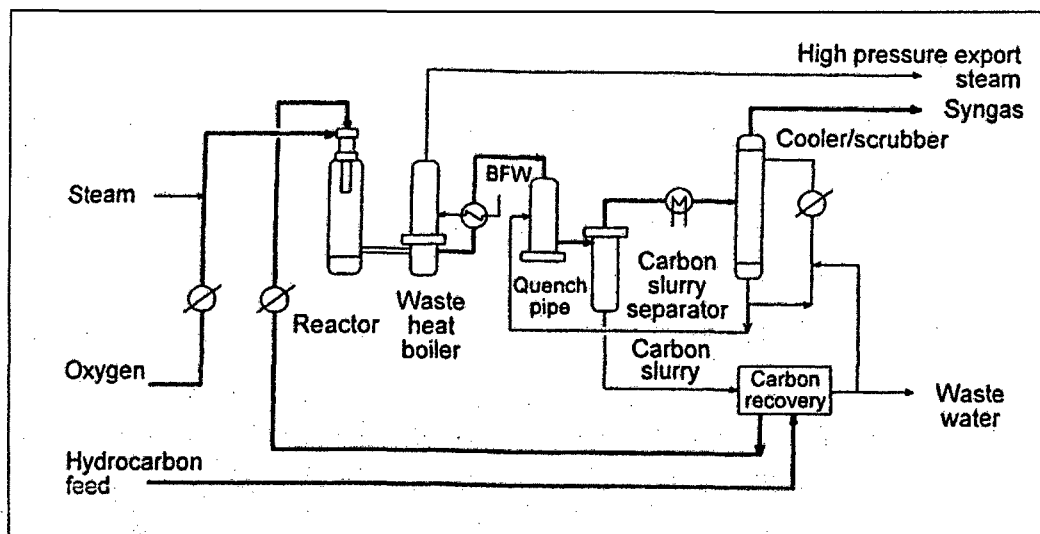 High pressure export
steam
Syngas
Cooler/scrubber
BFW
Steam
Quench
pipe
Carbon
slurry
separator
Reactor
Waste
heat
boiler
Oxygen
Carbon
slurry
Carbon
recovery
Waste
water
Hydrocarbon
feed